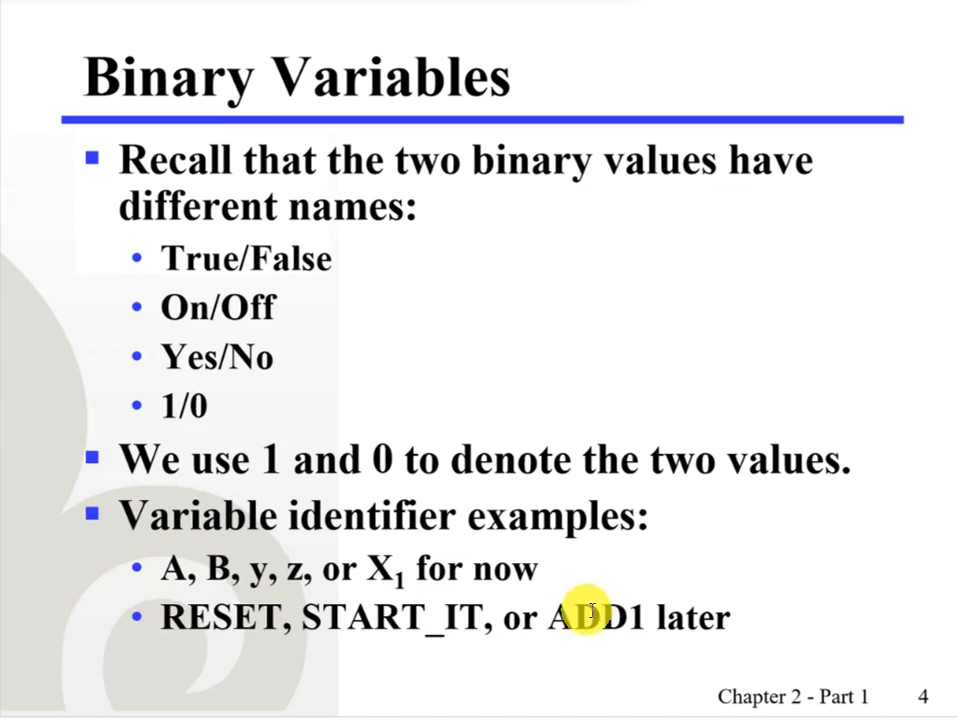 Binary Variables
Recall that the two binary values have
different names:
True/False
On/Off
Yes/No
1/0
We use 1 and 0 to denote the two values.
Variable identifier examples:
A, B, y, z, or X₁ for now
RESET, START_IT, or ADD1 later
Chapter 2 - Part 1 4